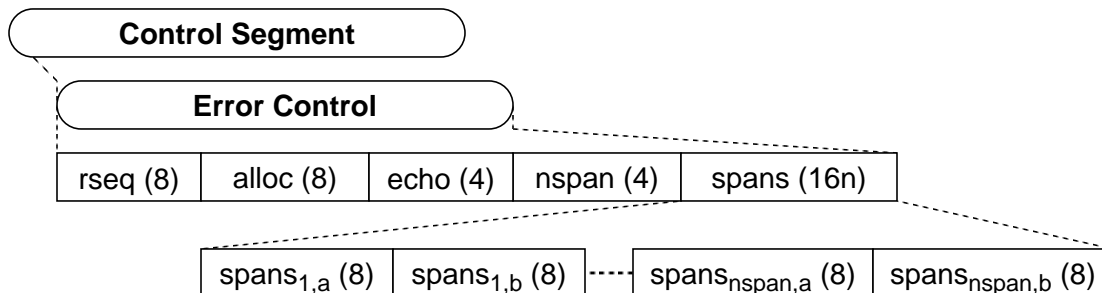 Control Segment
Error Control
rseq (8) alloc (8) echo (4) nspan (4) spans (16n)
spans1,a (8) spans1,b (8) spansnspan,a (8) spansnspan,b (8)